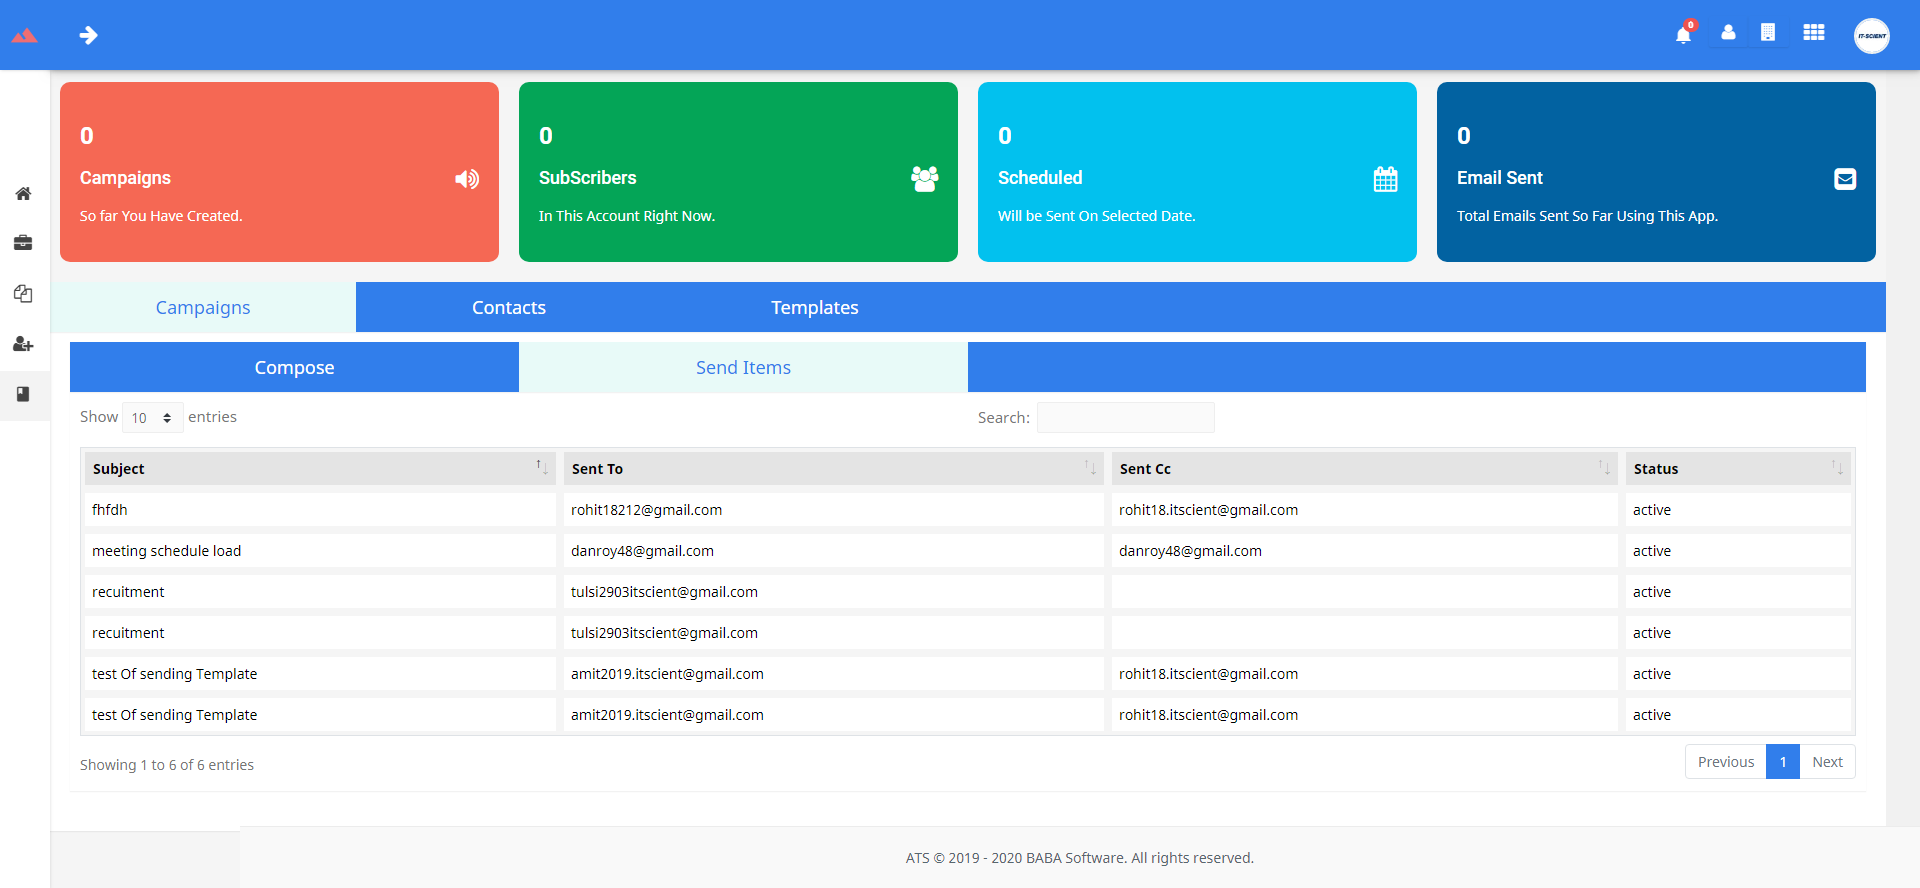 0
IT-SCIENT
0
Campaigns
So far You Have Created.
0
SubScribers
In This Account Right Now.
0
Scheduled
Will be Sent On Selected Date.
0
Email Sent
Total Emails Sent So Far Using This App.
Campaigns Contacts Templates
Compose Send Items
Show 10 entries Search:
Subject Sent To Sent Cc Status
fhfdh rohit18212@gmail.com rohit18.itscient@gmail.com active
meeting schedule load danroy48@gmail.com danroy48@gmail.com active
recuitment tulsi2903itscient@gmail.com active
recuitment tulsi2903itscient@gmail.com active
test Of sending Template amit2019.itscient@gmail.com rohit18.itscient@gmail.com active
test Of sending Template amit2019.itscient@gmail.com rohit18.itscient@gmail.com active
Showing 1 to 6 of 6 entries Previous 1 Next
ATS © 2019 - 2020 BABA Software. All rights reserved.